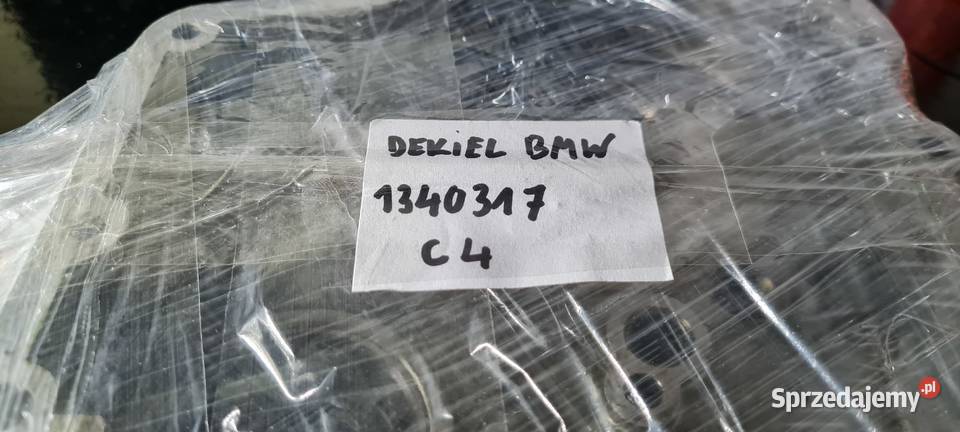 DEKiEL BMW
1340317
C4
Sprzedajemy.pl